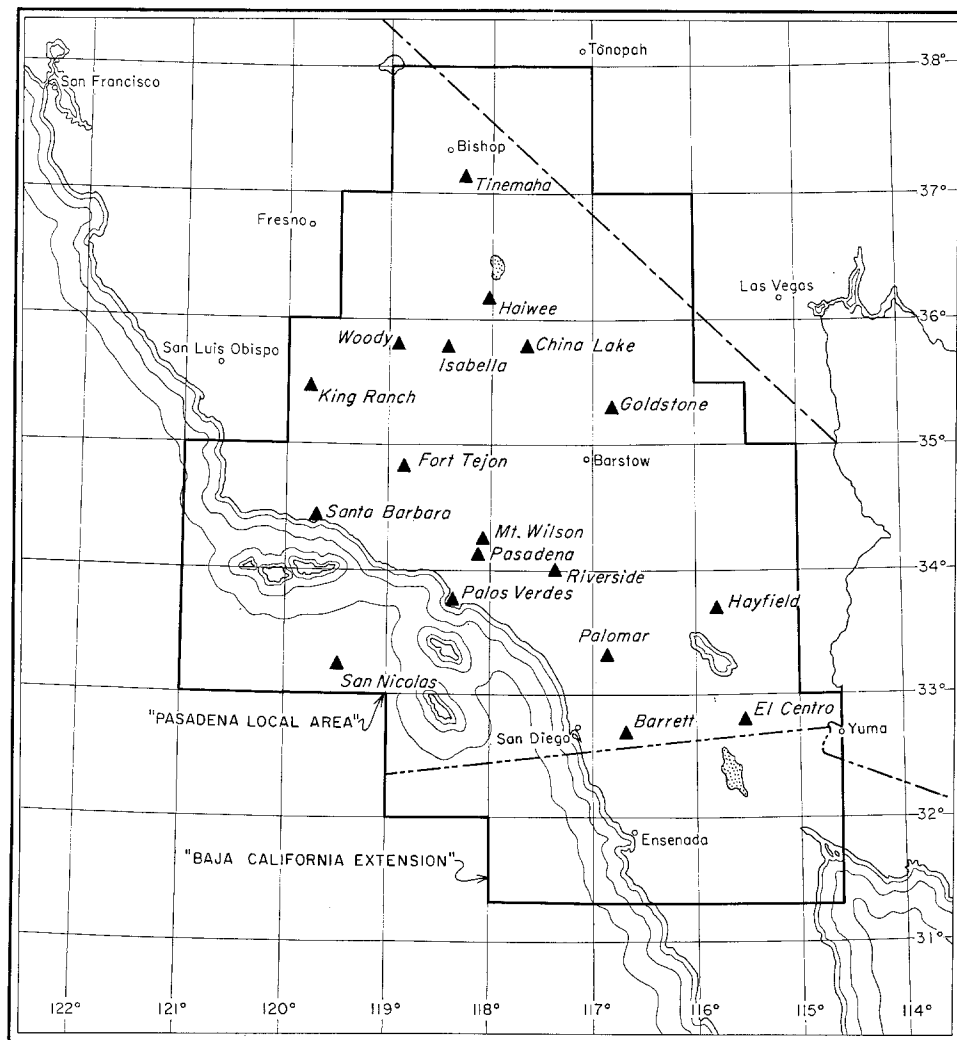 Tonopah
38°
San Francisco
Bishop
Tinemaha
37°
Fresno
Las Vegas
Haiwee
36°
Woody
Isabella
China Lake
San Luis Obispo
King Ranch
Goldstone
35°
Fort Tejon
Barstow
Santa Barbara
Mt. Wilson
Pasadena
34°
Riverside
Palos Verdes
Hayfield
Palomar
San Nicolas
33°
"PASADENA LOCAL AREA"
El Centro
Barrett
San Diego
Yuma
32°
Ensenada
"BAJA CALIFORNIA EXTENSION"
31°
122° 121° 120° 119° 118° 117° 116° 115° 114°